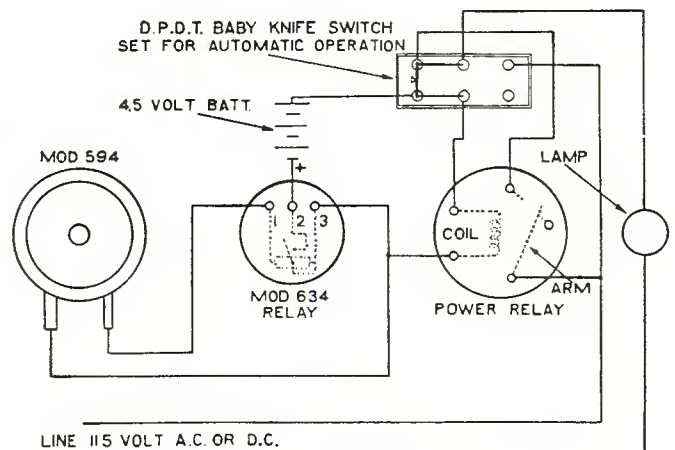 D.P.D.T. BABY KNIFE SWITCH
SET FOR AUTOMATIC OPERATION
4.5 VOLT BATT.
MOD 594
+
LAMP
1 2 3
COIL
MOD 634
RELAY
ARM
POWER RELAY
LINE 115 VOLT A.C. OR D.C.